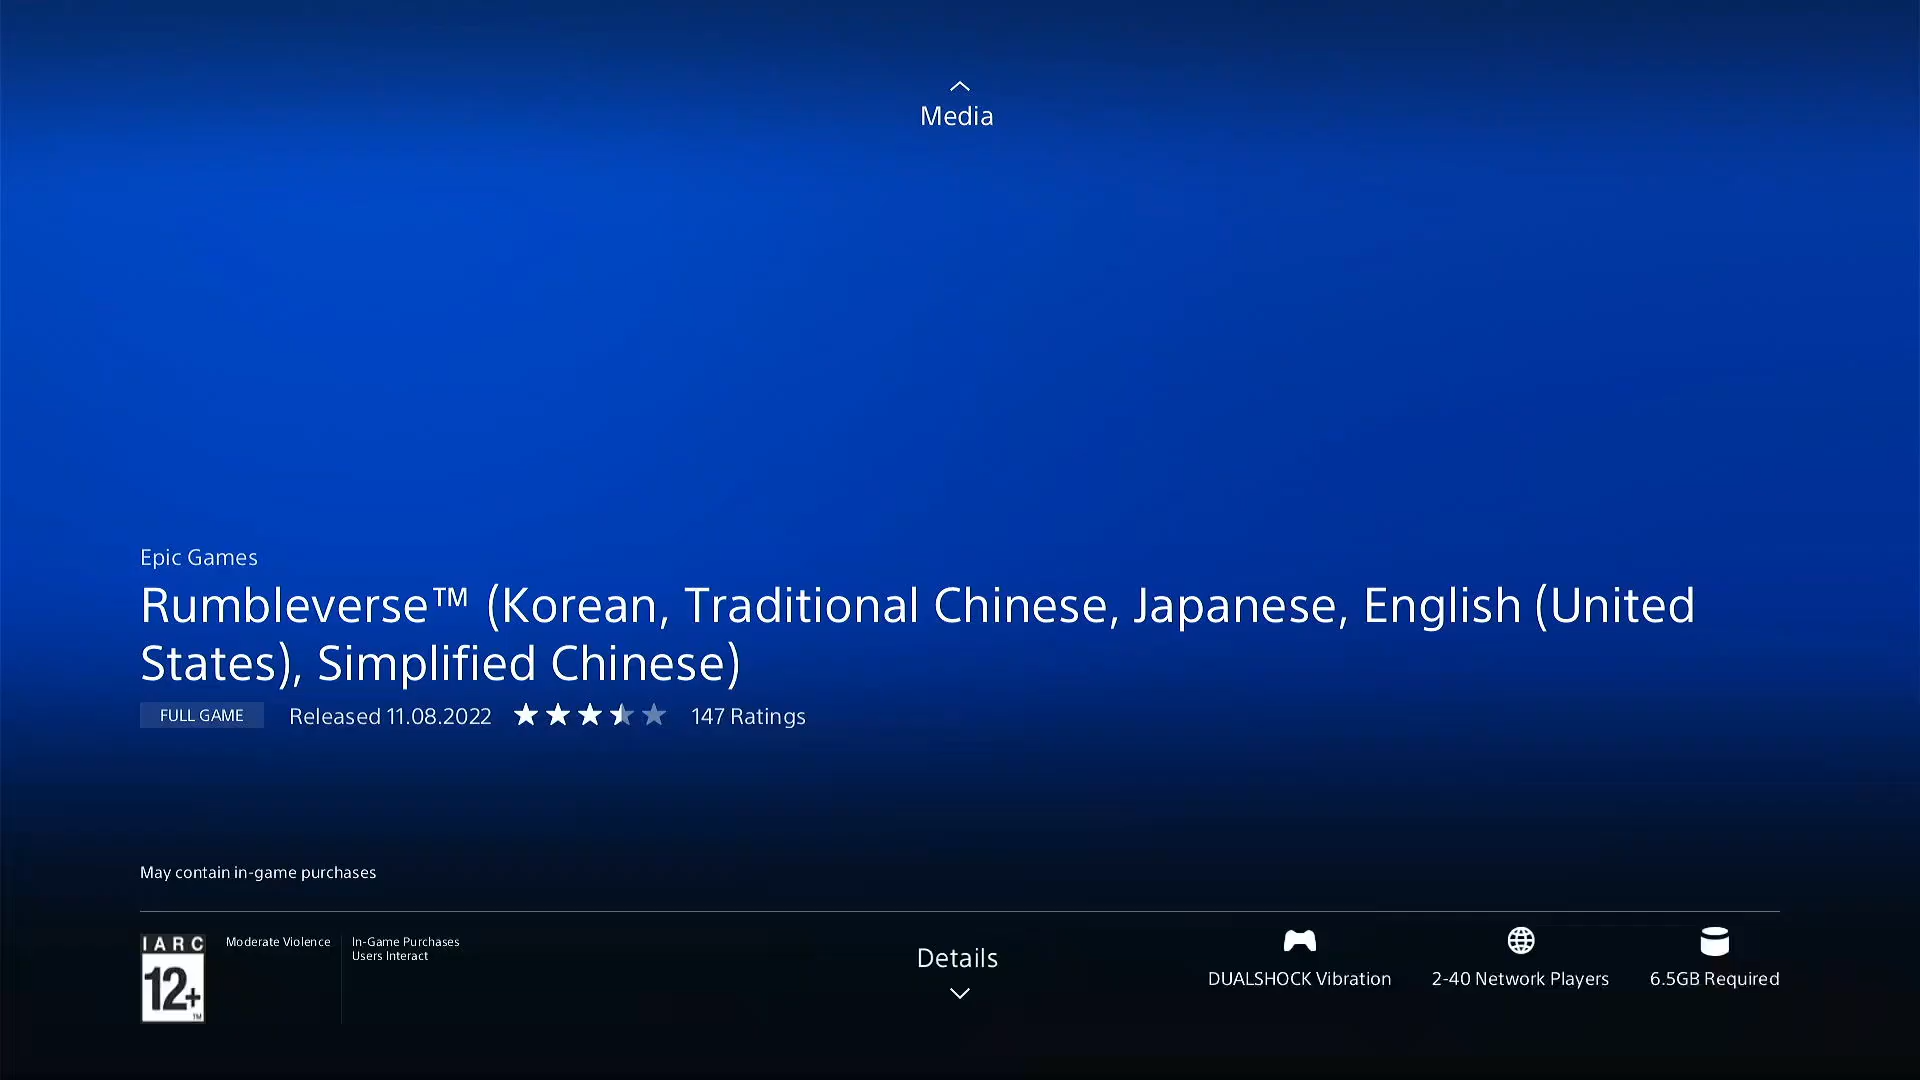 Media
Epic Games
Rumbleverse™ (Korean, Traditional Chinese, Japanese, English (United
States), Simplified Chinese)
FULL GAME Released 11.08.2022 147 Ratings
May contain in-game purchases
IARC
12+
TM
Moderate Violence
In-Game Purchases
Users Interact
Details
DUALSHOCK Vibration
2-40 Network Players
6.5GB Required